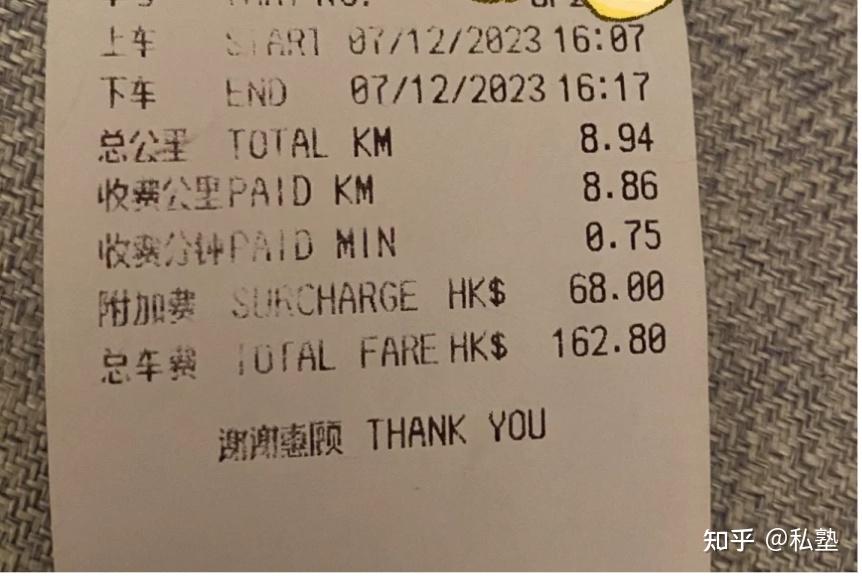 上车 START 07/12/2023 16:07
下车 END 07/12/2023 16:17
总公里 TOTAL KM 8.94
收费公里 PAID KM 8.86
收费分钟 PAID MIN 0.75
附加费 SURCHARGE HK$ 68.00
总车费 TOTAL FARE HK$ 162.80
谢谢惠顾 THANK YOU
知乎 @私塾